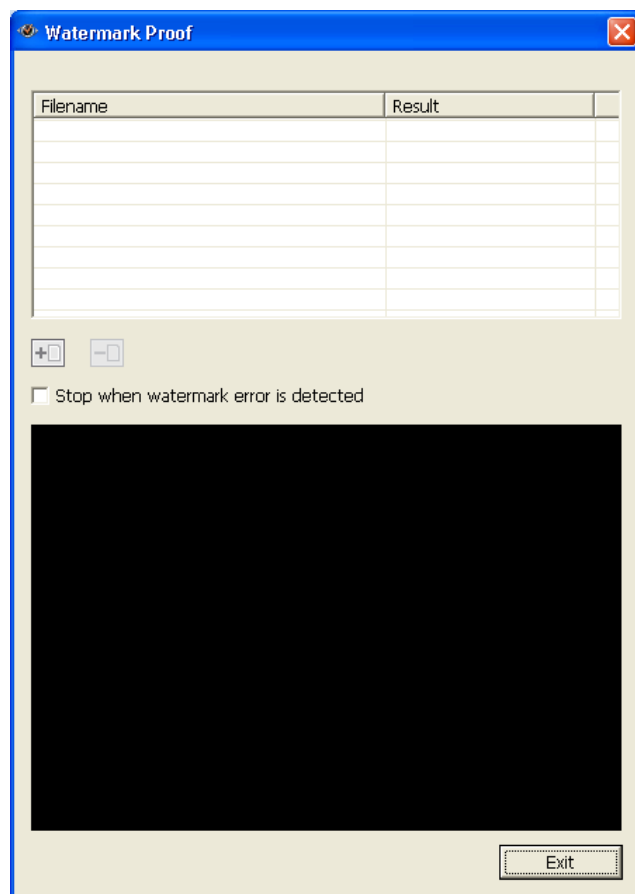 Watermark Proof
Filename Result
Stop when watermark error is detected
Exit